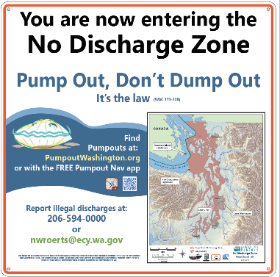 You are now entering the
No Discharge Zone
Pump Out, Don't Dump Out
It's the law
Find
Pumpouts at:
PumpoutWashington.org
or with the FREE Pumpout Nav app
Report illegal discharges at:
206-594-0000
or
nwroerts@ecy.wa.gov